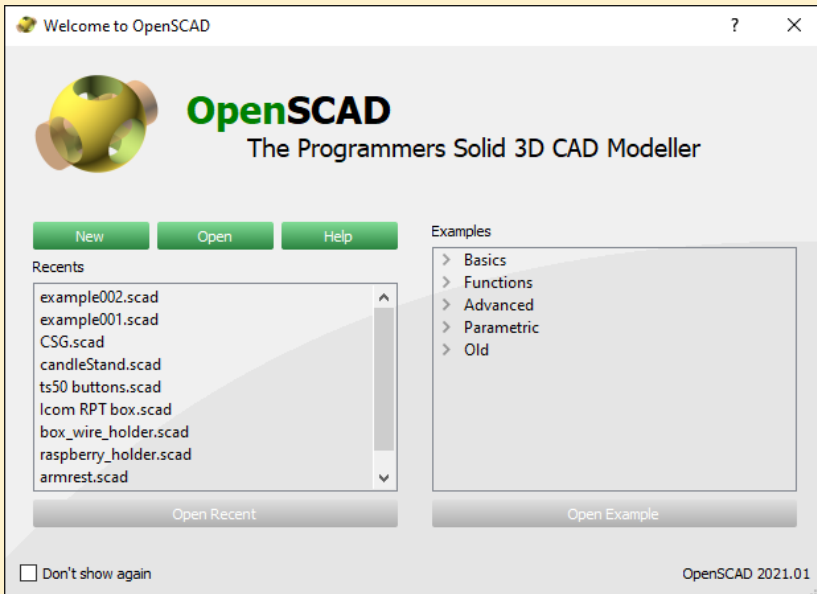 Welcome to OpenSCAD
OpenSCAD
The Programmers Solid 3D CAD Modeller
New Open Help
Recents
example002.scad
example001.scad
CSG.scad
candleStand.scad
ts50 buttons.scad
Icom RPT box.scad
box_wire_holder.scad
raspberry_holder.scad
armrest.scad
Open Recent
Examples
Basics
Functions
Advanced
Parametric
Old
Open Example
Don't show again
OpenSCAD 2021.01